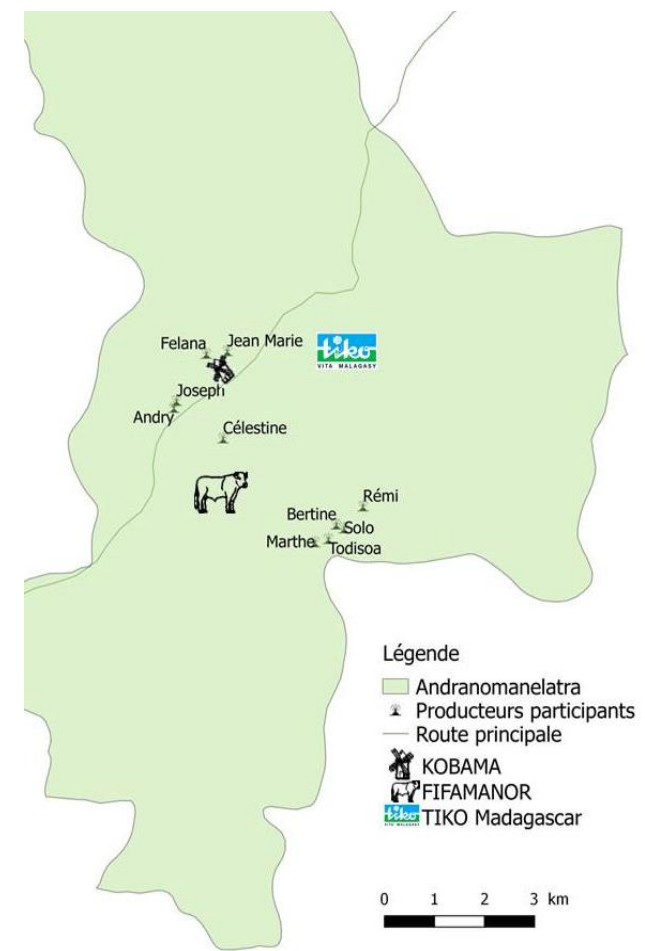 Felana
Jean Marie
tiko
VITA MALAGASY
Joseph
Andry
Célestine
Rémi
Bertine
Solo
Marthe
Todisoa
Légende
Andranomanelatra
Producteurs participants
Route principale
KOBAMA
FIFAMANOR
tiko
TIKO Madagascar
0 1 2 3 km